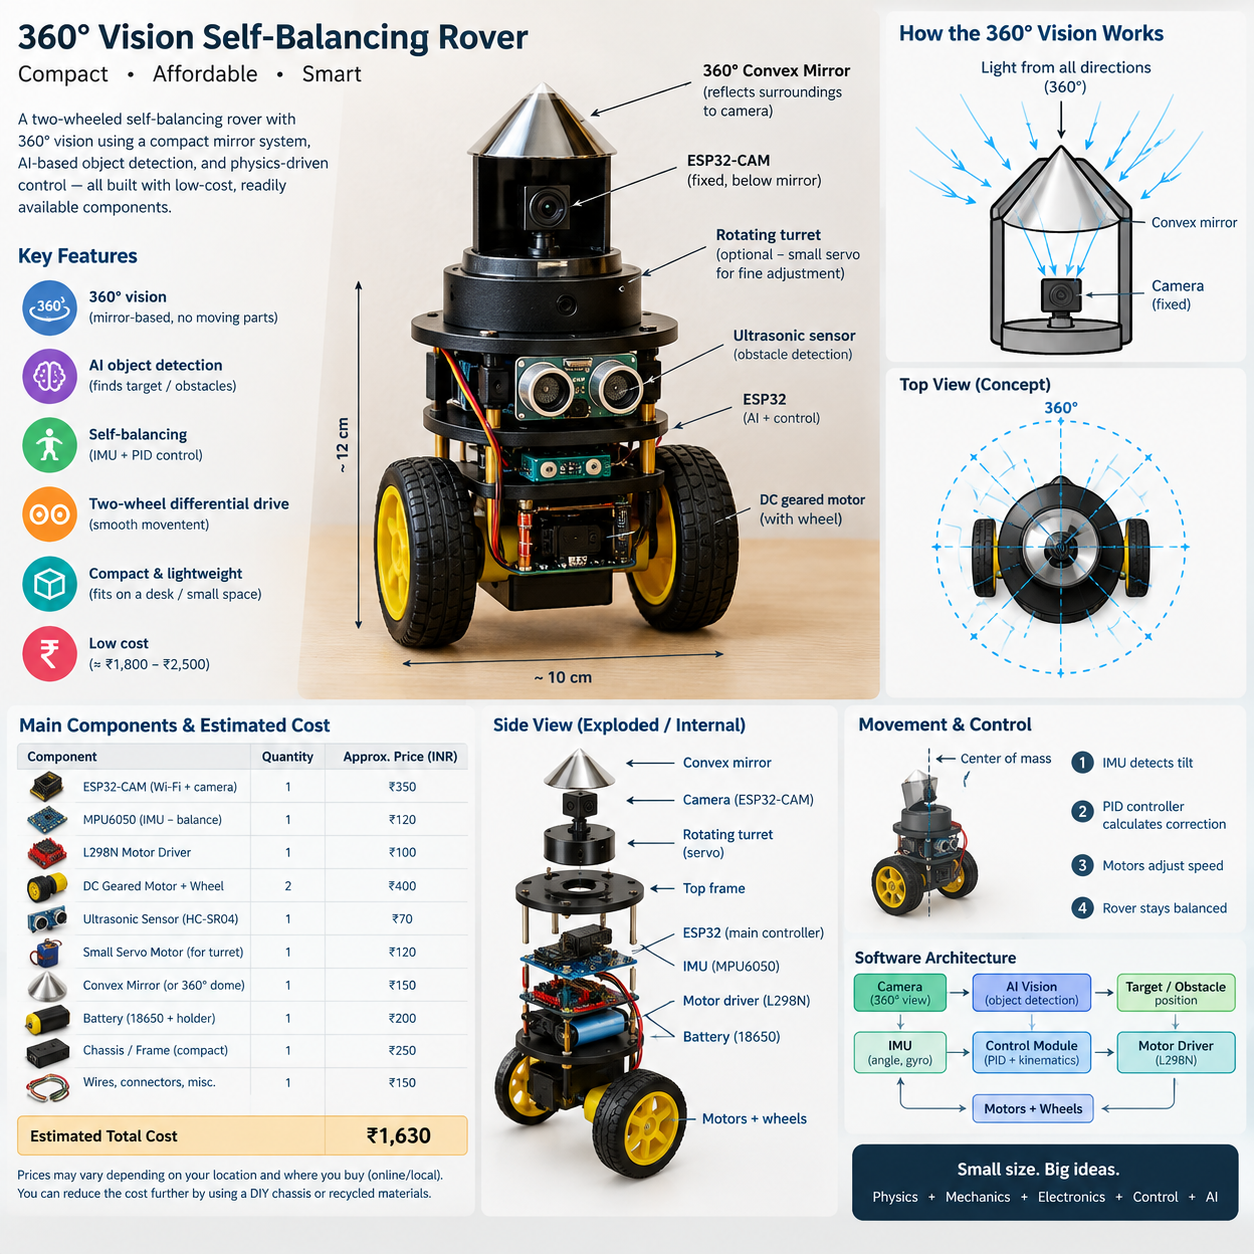 360° Vision Self-Balancing Rover
Compact • Affordable • Smart
A two-wheeled self-balancing rover with
360° vision using a compact mirror system,
AI-based object detection, and physics-driven
control — all built with low-cost, readily
available components.
Key Features
360°
360° vision
(mirror-based, no moving parts)
AI object detection
(finds target / obstacles)
Self-balancing
(IMU + PID control)
Two-wheel differential drive
(smooth moventent)
Compact & lightweight
(fits on a desk / small space)
₹
Low cost
(≈ ₹1,800 – ₹2,500)
360° Convex Mirror
(reflects surroundings
to camera)
ESP32-CAM
(fixed, below mirror)
Rotating turret
(optional – small servo
for fine adjustment)
Ultrasonic sensor
(obstacle detection)
ESP32
(AI + control)
DC geared motor
(with wheel)
~ 12 cm
~ 10 cm
How the 360° Vision Works
Light from all directions
(360°)
Convex mirror
Camera
(fixed)
Top View (Concept)
360°
Main Components & Estimated Cost
Component Quantity Approx. Price (INR)
ESP32-CAM (Wi-Fi + camera) 1 ₹350
MPU6050 (IMU – balance) 1 ₹120
L298N Motor Driver 1 ₹100
DC Geared Motor + Wheel 2 ₹400
Ultrasonic Sensor (HC-SR04) 1 ₹70
Small Servo Motor (for turret) 1 ₹120
Convex Mirror (or 360° dome) 1 ₹150
Battery (18650 + holder) 1 ₹200
Chassis / Frame (compact) 1 ₹250
Wires, connectors, misc. 1 ₹150
Estimated Total Cost ₹1,630
Prices may vary depending on your location and where you buy (online/local).
You can reduce the cost further by using a DIY chassis or recycled materials.
Side View (Exploded / Internal)
Convex mirror
Camera (ESP32-CAM)
Rotating turret
(servo)
Top frame
ESP32 (main controller)
IMU (MPU6050)
Motor driver (L298N)
Battery (18650)
Motors + wheels
Movement & Control
Center of mass
1 IMU detects tilt
2 PID controller
calculates correction
3 Motors adjust speed
4 Rover stays balanced
Software Architecture
Camera
(360° view)
AI Vision
(object detection)
Target / Obstacle
position
IMU
(angle, gyro)
Control Module
(PID + kinematics)
Motor Driver
(L298N)
Motors + Wheels
Small size. Big ideas.
Physics + Mechanics + Electronics + Control + AI